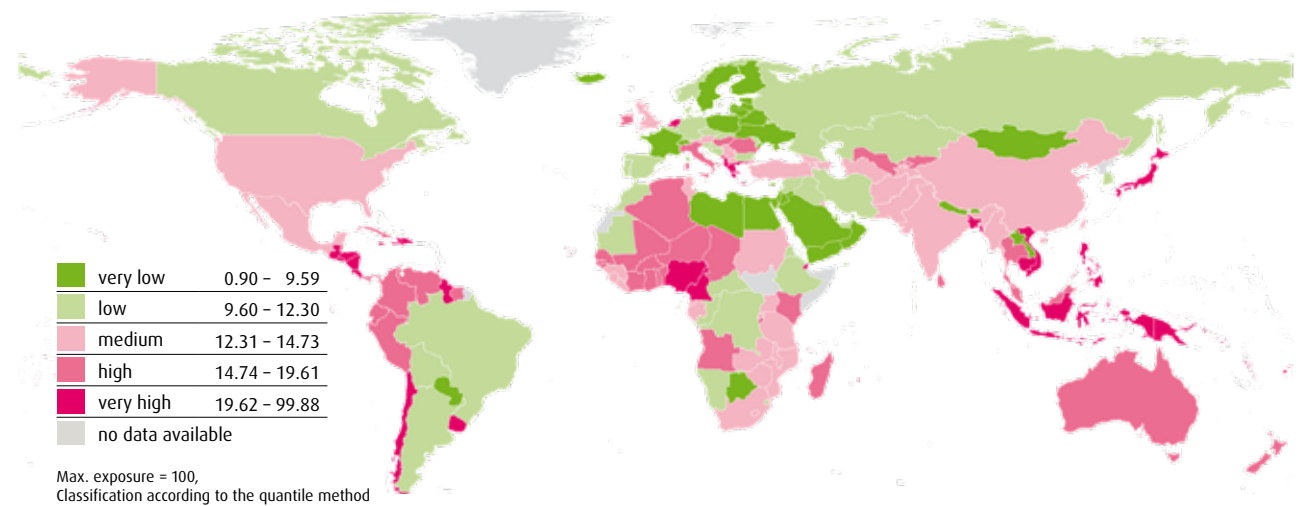 very low 0.90 – 9.59
low 9.60 – 12.30
medium 12.31 – 14.73
high 14.74 – 19.61
very high 19.62 – 99.88
no data available
Max. exposure = 100,
Classification according to the quantile method